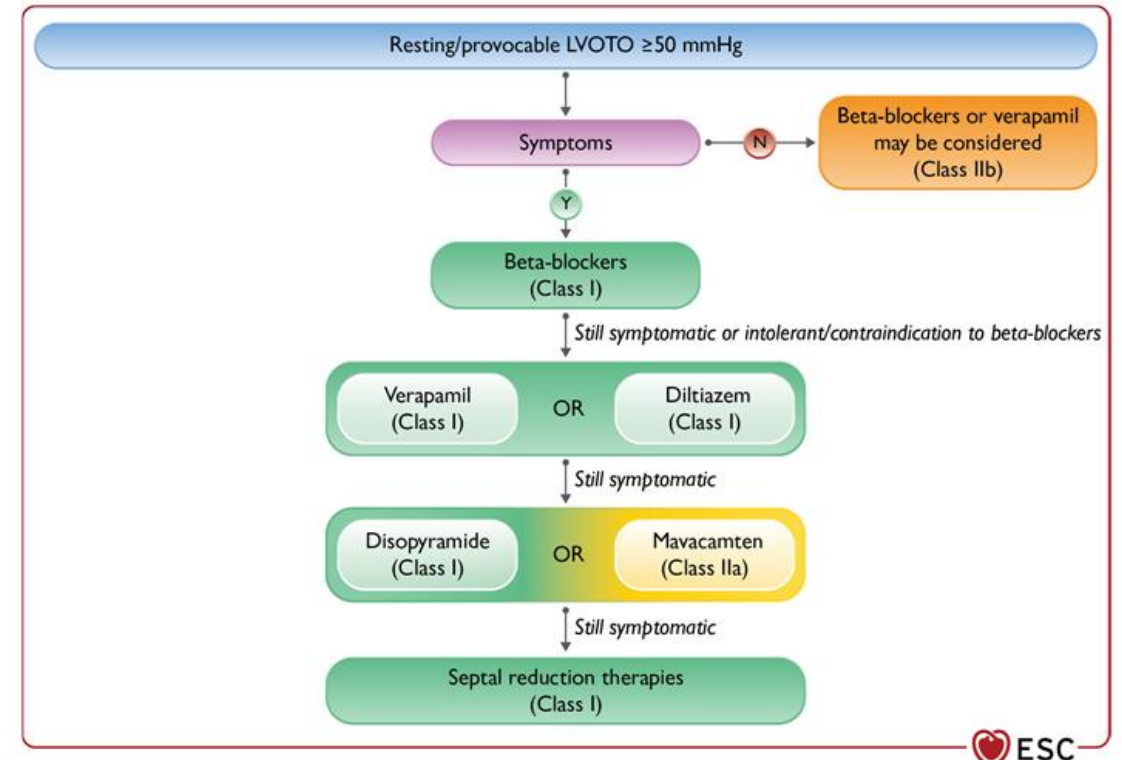 Resting/provocable LVOTO ≥50 mmHg
Symptoms
N
Beta-blockers or verapamil
may be considered
(Class IIb)
Y
Beta-blockers
(Class I)
Still symptomatic or intolerant/contraindication to beta-blockers
Verapamil
(Class I)
OR
Diltiazem
(Class I)
Still symptomatic
Disopyramide
(Class I)
OR
Mavacamten
(Class IIa)
Still symptomatic
Septal reduction therapies
(Class I)
ESC